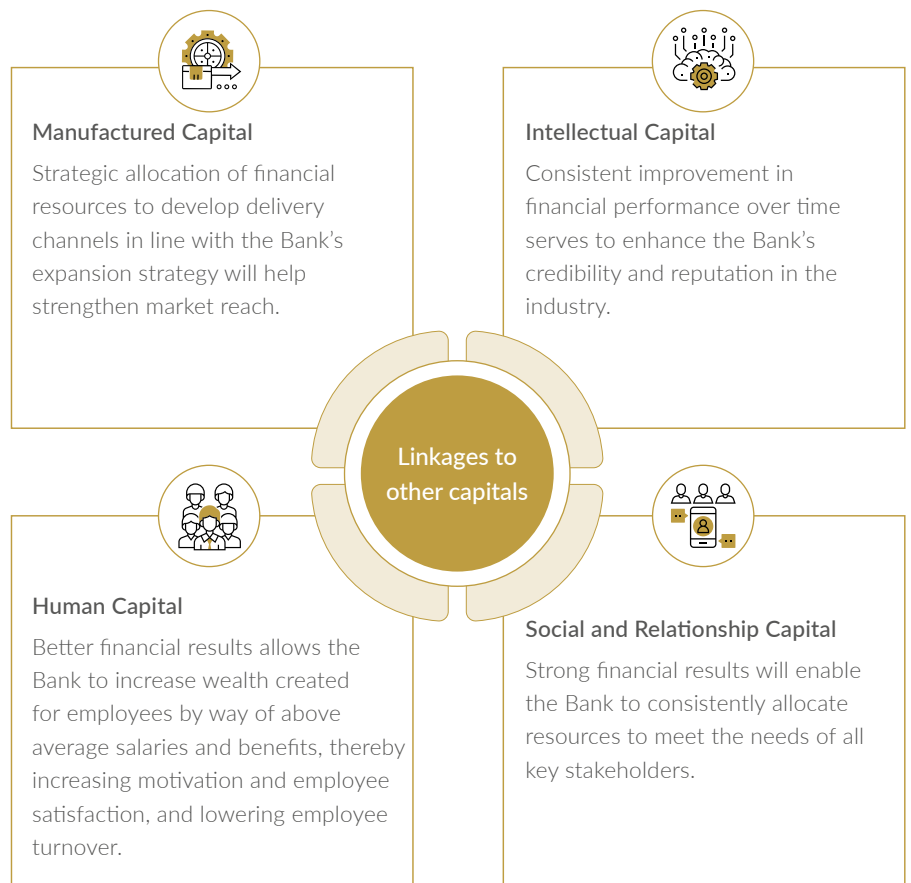 Manufactured Capital
Strategic allocation of financial
resources to develop delivery
channels in line with the Bank’s
expansion strategy will help
strengthen market reach.
Intellectual Capital
Consistent improvement in
financial performance over time
serves to enhance the Bank’s
credibility and reputation in the
industry.
Linkages to
other capitals
Human Capital
Better financial results allows the
Bank to increase wealth created
for employees by way of above
average salaries and benefits, thereby
increasing motivation and employee
satisfaction, and lowering employee
turnover.
Social and Relationship Capital
Strong financial results will enable
the Bank to consistently allocate
resources to meet the needs of all
key stakeholders.